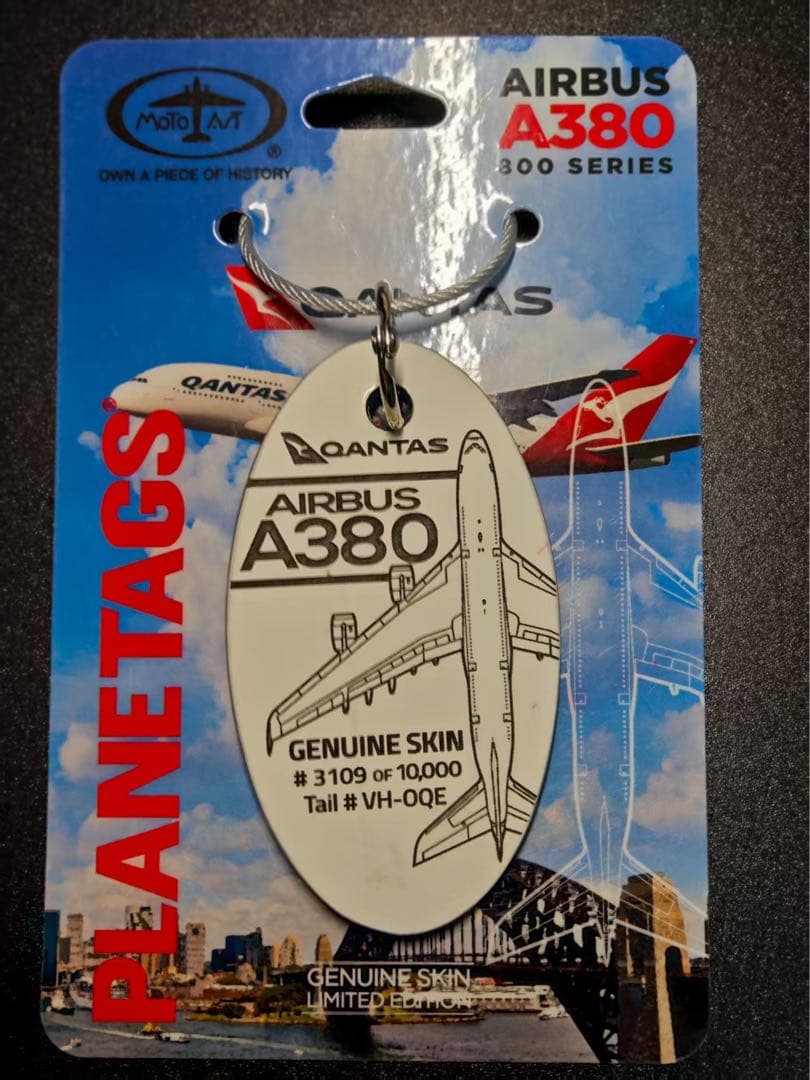 MotoArt
®
OWN A PIECE OF HISTORY
AIRBUS
A380
800 SERIES
QANTAS
QANTAS
PLANETAGS
QANTAS
AIRBUS
A380
GENUINE SKIN
# 3109 OF 10,000
Tail # VH-OQE
GENUINE SKIN
LIMITED EDITION